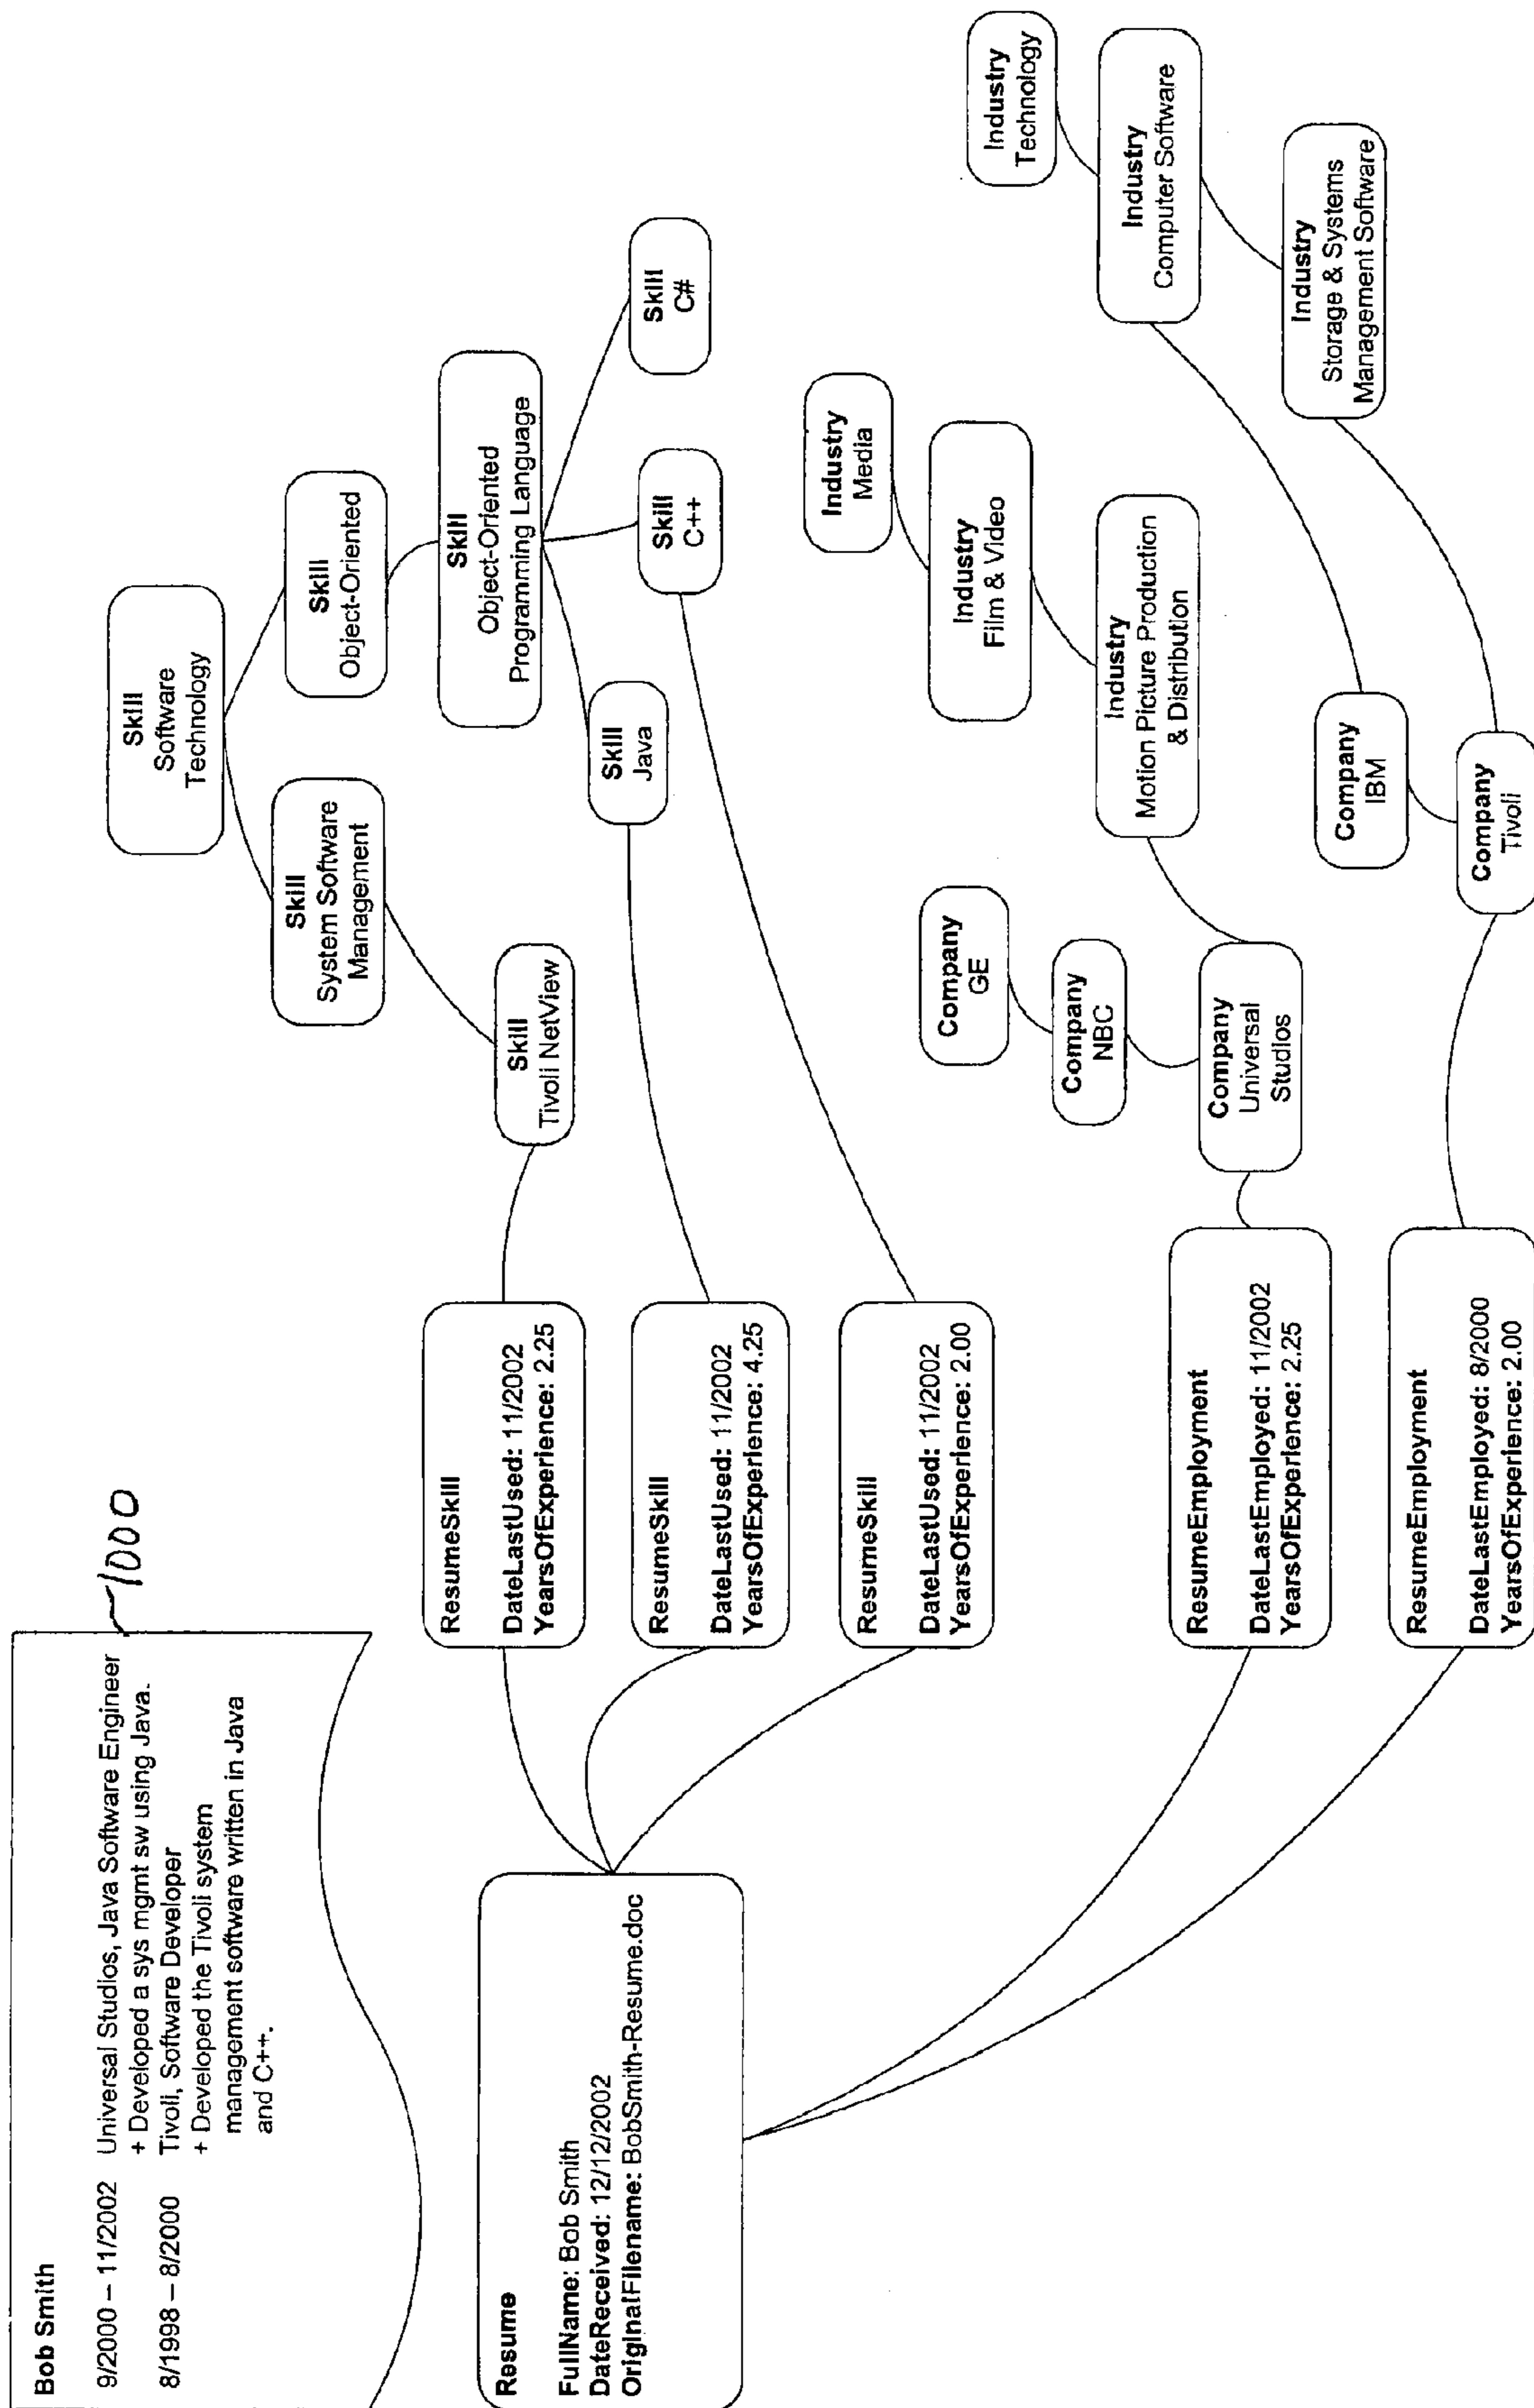 Bob Smith
9/2000 – 11/2002 Universal Studios, Java Software Engineer
+ Developed a sys mgmt sw using Java.
8/1998 – 8/2000 Tivoli, Software Developer
+ Developed the Tivoli system
management software written in Java
and C++.
1000
Resume
FullName: Bob Smith
DateReceived: 12/12/2002
OriginalFilename: BobSmith-Resume.doc
ResumeSkill
DateLastUsed: 11/2002
YearsOfExperience: 2.25
ResumeSkill
DateLastUsed: 11/2002
YearsOfExperience: 4.25
ResumeSkill
DateLastUsed: 11/2002
YearsOfExperience: 2.00
ResumeEmployment
DateLastEmployed: 11/2002
YearsOfExperience: 2.25
ResumeEmployment
DateLastEmployed: 8/2000
YearsOfExperience: 2.00
Skill
Software
Technology
Skill
System Software
Management
Skill
Object-Oriented
Skill
Tivoli NetView
Skill
Object-Oriented
Programming Language
Skill
Java
Skill
C++
Skill
C#
Company
GE
Company
NBC
Company
Universal
Studios
Industry
Media
Industry
Film & Video
Industry
Motion Picture Production
& Distribution
Company
IBM
Company
Tivoli
Industry
Technology
Industry
Computer Software
Industry
Storage & Systems
Management Software